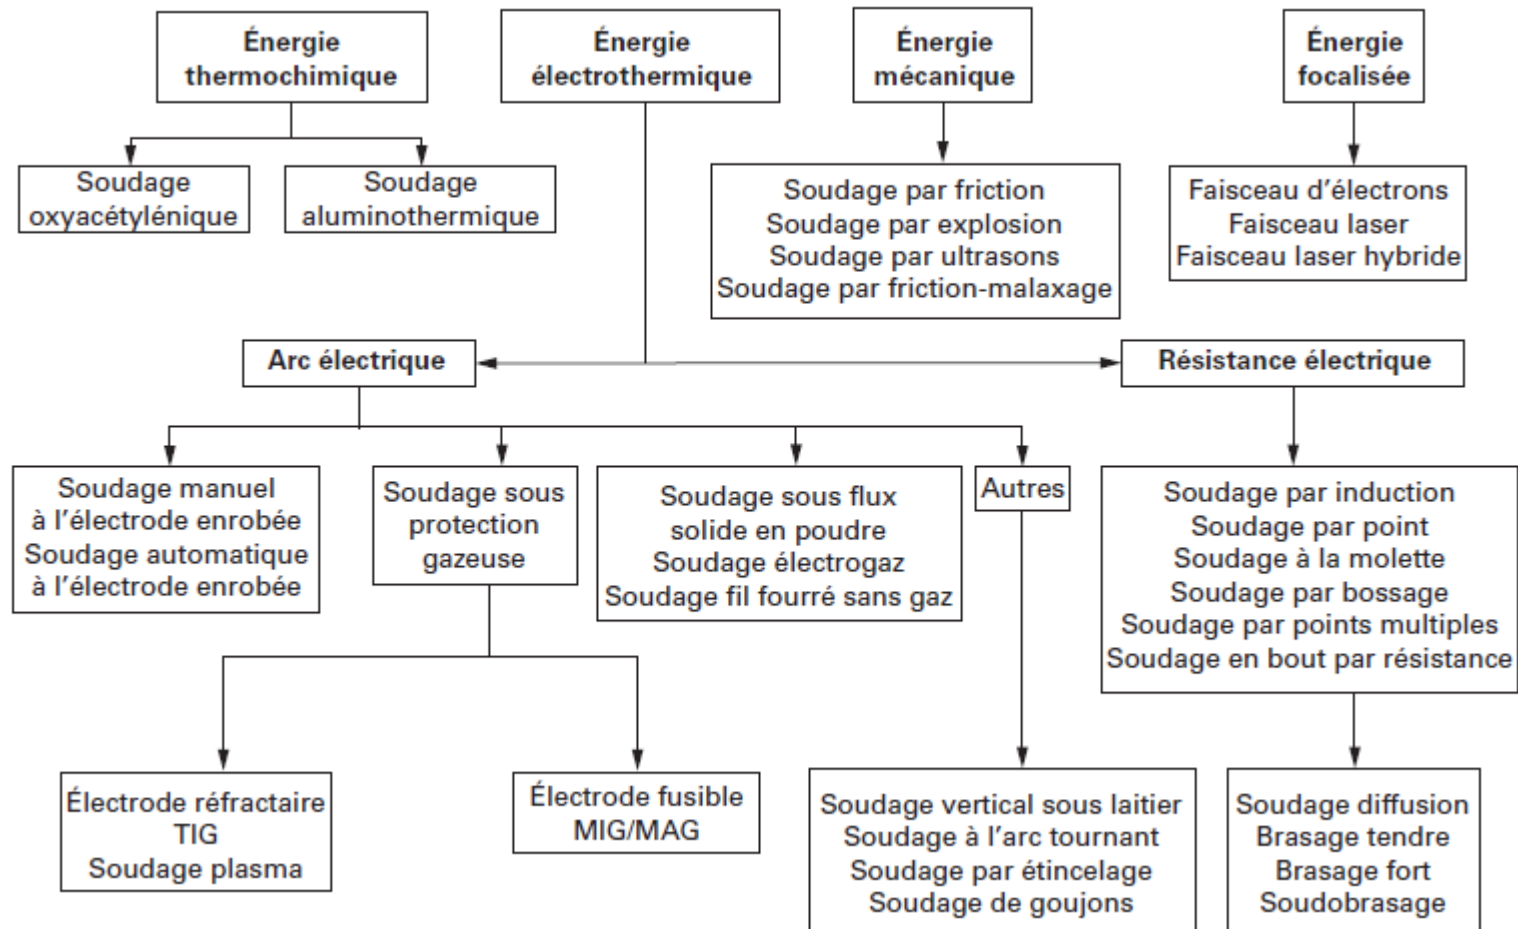 Énergie
thermochimique
Énergie
électrothermique
Énergie
mécanique
Énergie
focalisée
Soudage
oxyacétylénique
Soudage
aluminothermique
Soudage par friction
Soudage par explosion
Soudage par ultrasons
Soudage par friction-malaxage
Faisceau d’électrons
Faisceau laser
Faisceau laser hybride
Arc électrique
Résistance électrique
Soudage manuel
à l’électrode enrobée
Soudage automatique
à l’électrode enrobée
Soudage sous
protection
gazeuse
Soudage sous flux
solide en poudre
Soudage électrogaz
Soudage fil fourré sans gaz
Autres
Soudage par induction
Soudage par point
Soudage à la molette
Soudage par bossage
Soudage par points multiples
Soudage en bout par résistance
Électrode réfractaire
TIG
Soudage plasma
Électrode fusible
MIG/MAG
Soudage vertical sous laitier
Soudage à l’arc tournant
Soudage par étincelage
Soudage de goujons
Soudage diffusion
Brasage tendre
Brasage fort
Soudobrasage